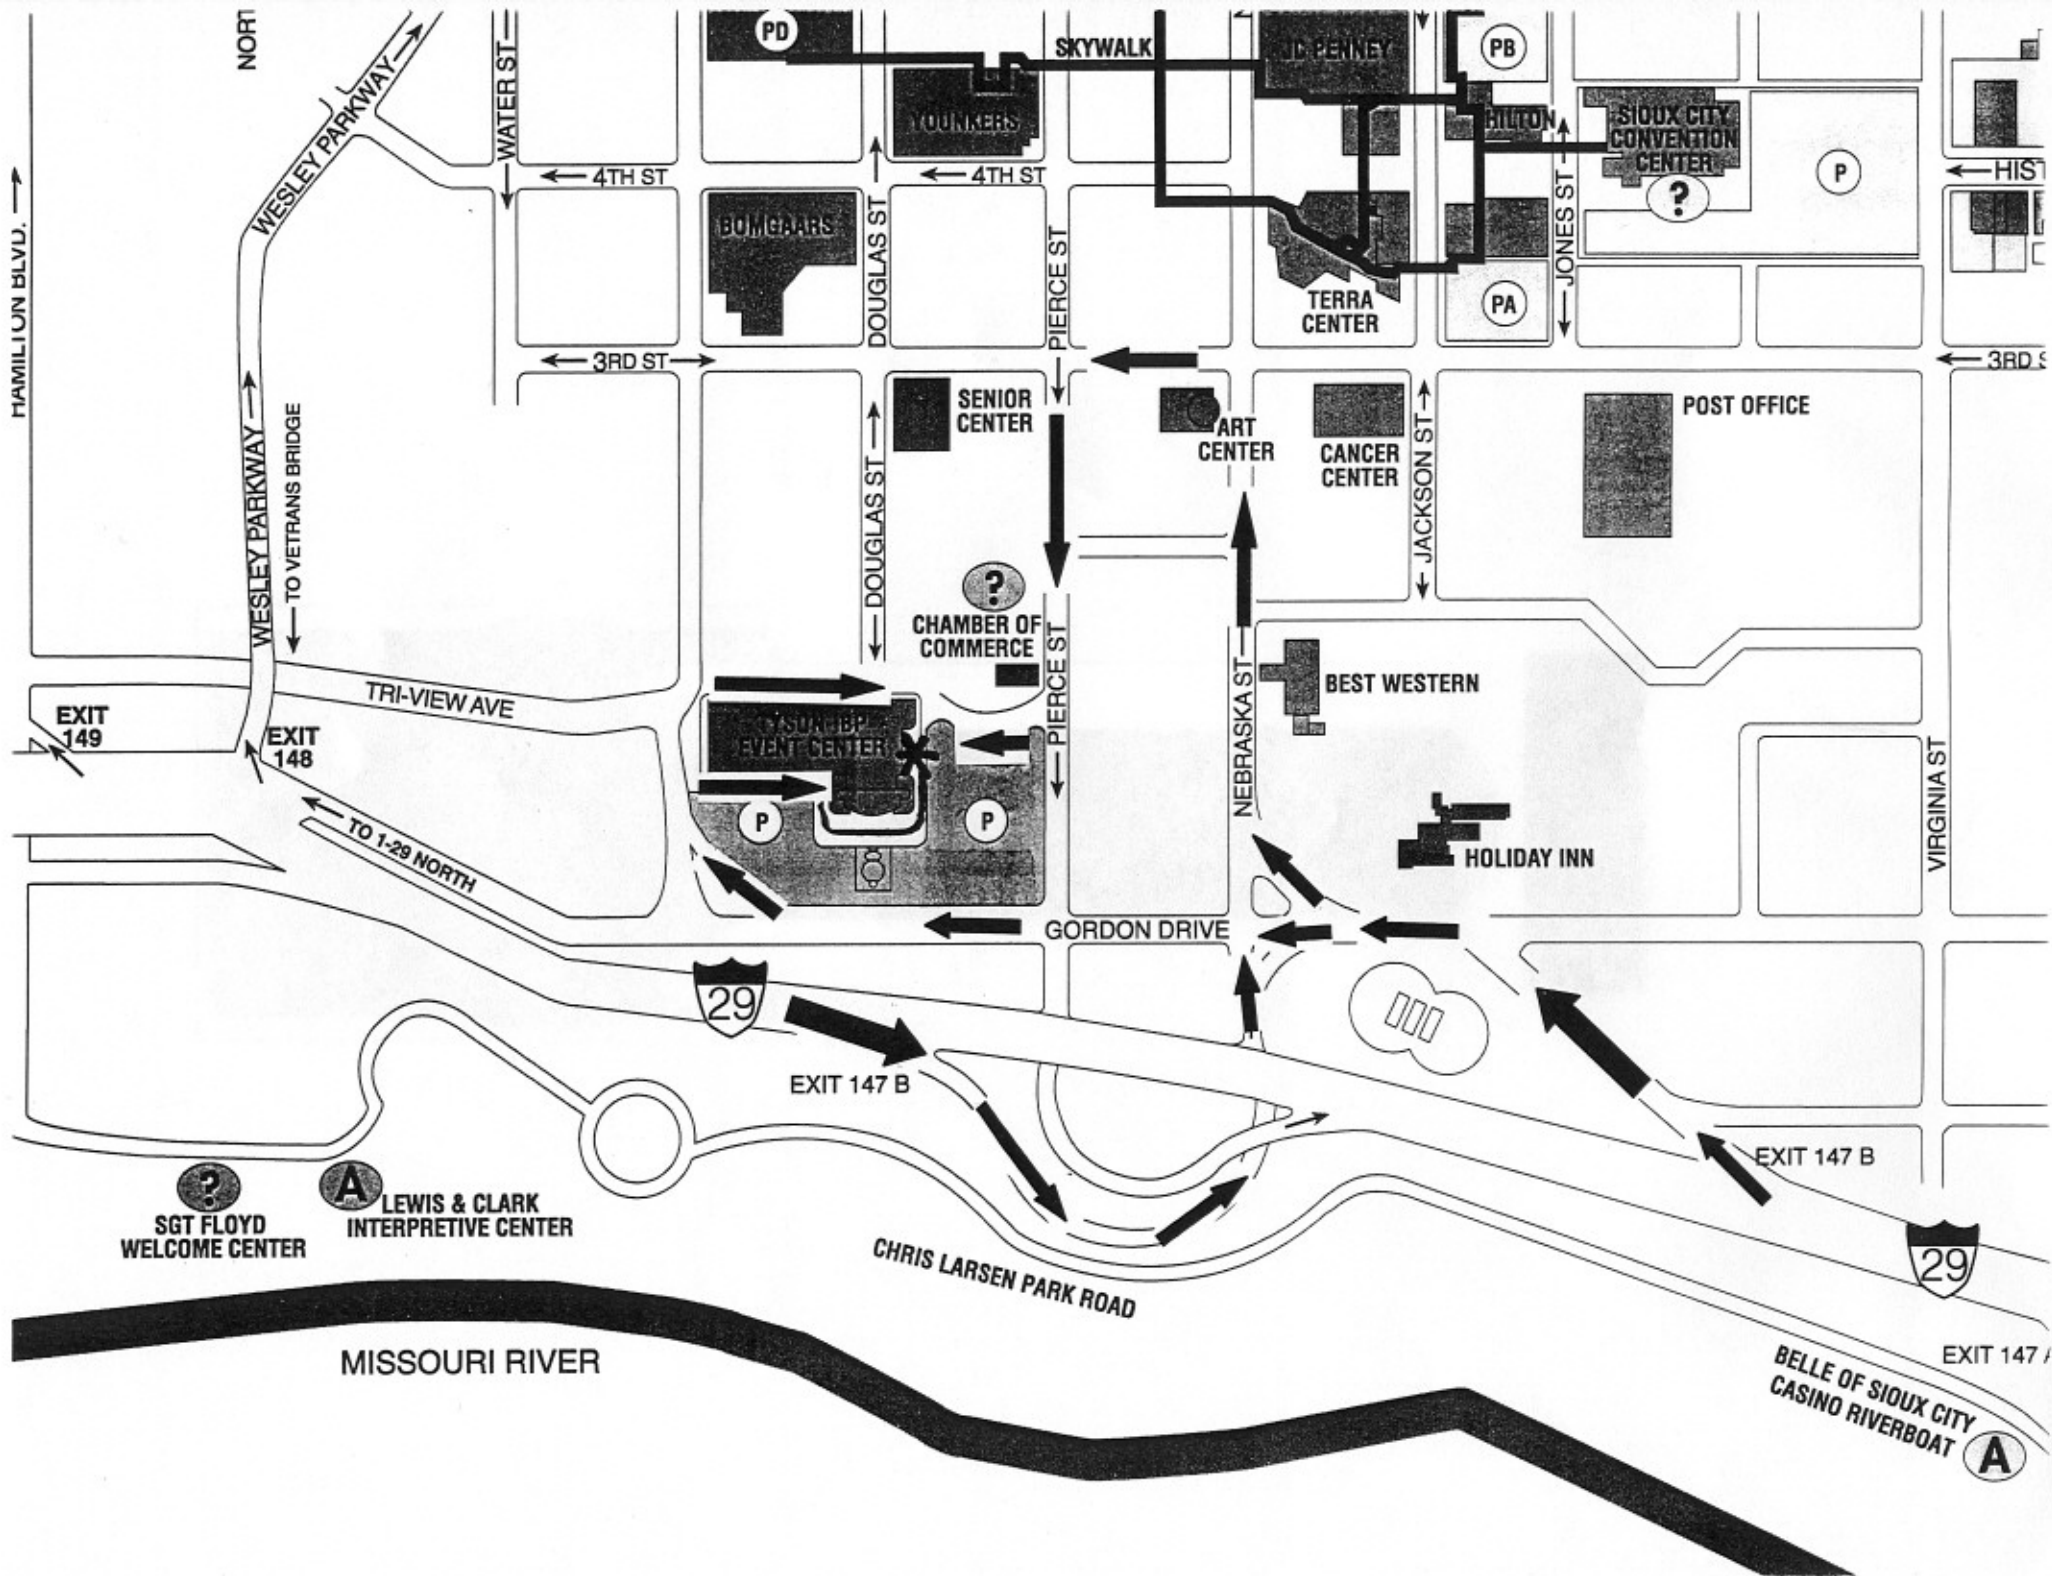 NORT
WESLEY PARKWAY
WATER ST
PD
SKYWALK
JC PENNEY
PB
YOUNKERS
HILTON
SIOUX CITY
CONVENTION
CENTER
?
P
4TH ST
4TH ST
HIST
HAMILTON BLVD.
WESLEY PARKWAY
BOMGAARS
DOUGLAS ST
PIERCE ST
JONES ST
TERRA
CENTER
PA
3RD ST
3RD S
SENIOR
CENTER
ART
CENTER
CANCER
CENTER
JACKSON ST
POST OFFICE
WESLEY PARKWAY
TO VETRANS BRIDGE
DOUGLAS ST
?
CHAMBER OF
COMMERCE
PIERCE ST
NEBRASKA ST
BEST WESTERN
TRI-VIEW AVE
EXIT
149
EXIT
148
TYSON IBP
EVENT CENTER
P
P
TO 1-29 NORTH
HOLIDAY INN
VIRGINIA ST
GORDON DRIVE
29
EXIT 147 B
EXIT 147 B
?
SGT FLOYD
WELCOME CENTER
A
LEWIS & CLARK
INTERPRETIVE CENTER
CHRIS LARSEN PARK ROAD
29
EXIT 147 A
MISSOURI RIVER
BELLE OF SIOUX CITY
CASINO RIVERBOAT
A